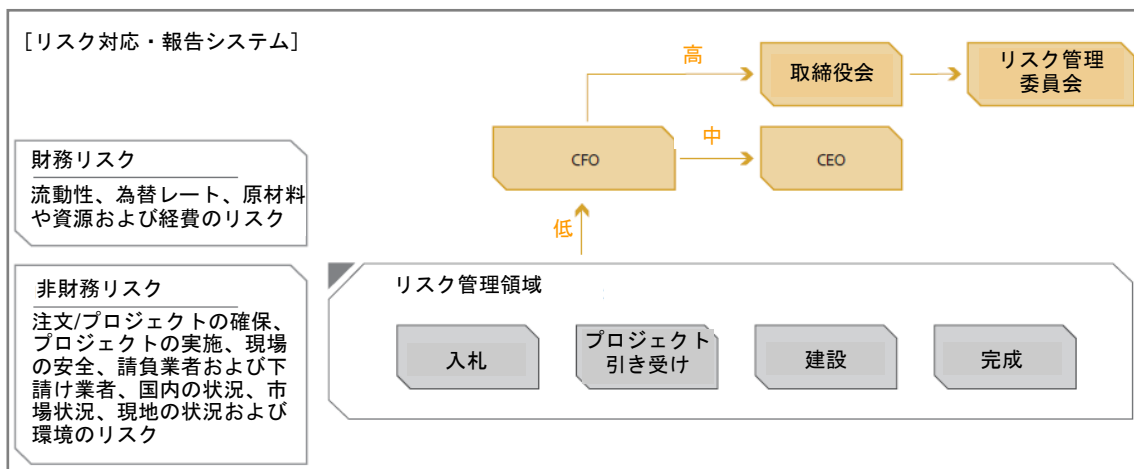 [リスク対応・報告システム]
高
取締役会
リスク管理
委員会
中
CFO
CEO
低
財務リスク
流動性、為替レート、原材料
や資源および経費のリスク
非財務リスク
注文/プロジェクトの確保、
プロジェクトの実施、現場
の安全、請負業者および下
請け業者、国内の状況、市
場状況、現地の状況および
環境のリスク
リスク管理領域
入札
プロジェクト
引き受け
建設
完成